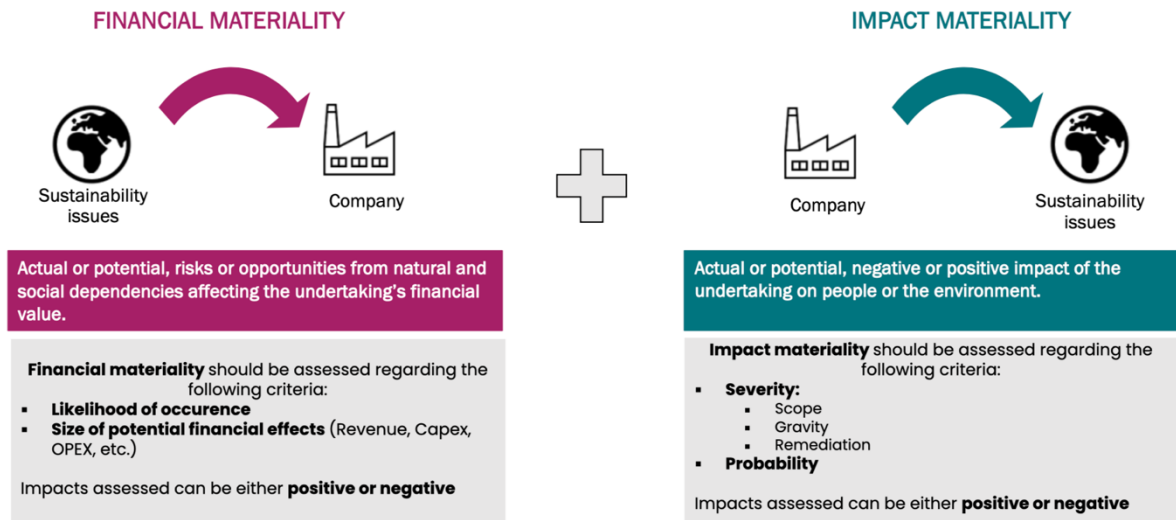 FINANCIAL MATERIALITY
Sustainability
issues
Company
Actual or potential, risks or opportunities from natural and
social dependencies affecting the undertaking's financial
value.
Financial materiality should be assessed regarding the
following criteria:
▪ Likelihood of occurence
▪ Size of potential financial effects (Revenue, Capex,
OPEX, etc.)
Impacts assessed can be either positive or negative
IMPACT MATERIALITY
Company
Sustainability
issues
Actual or potential, negative or positive impact of the
undertaking on people or the environment.
Impact materiality should be assessed regarding the
following criteria:
▪ Severity:
▪ Scope
▪ Gravity
▪ Remediation
▪ Probability
Impacts assessed can be either positive or negative